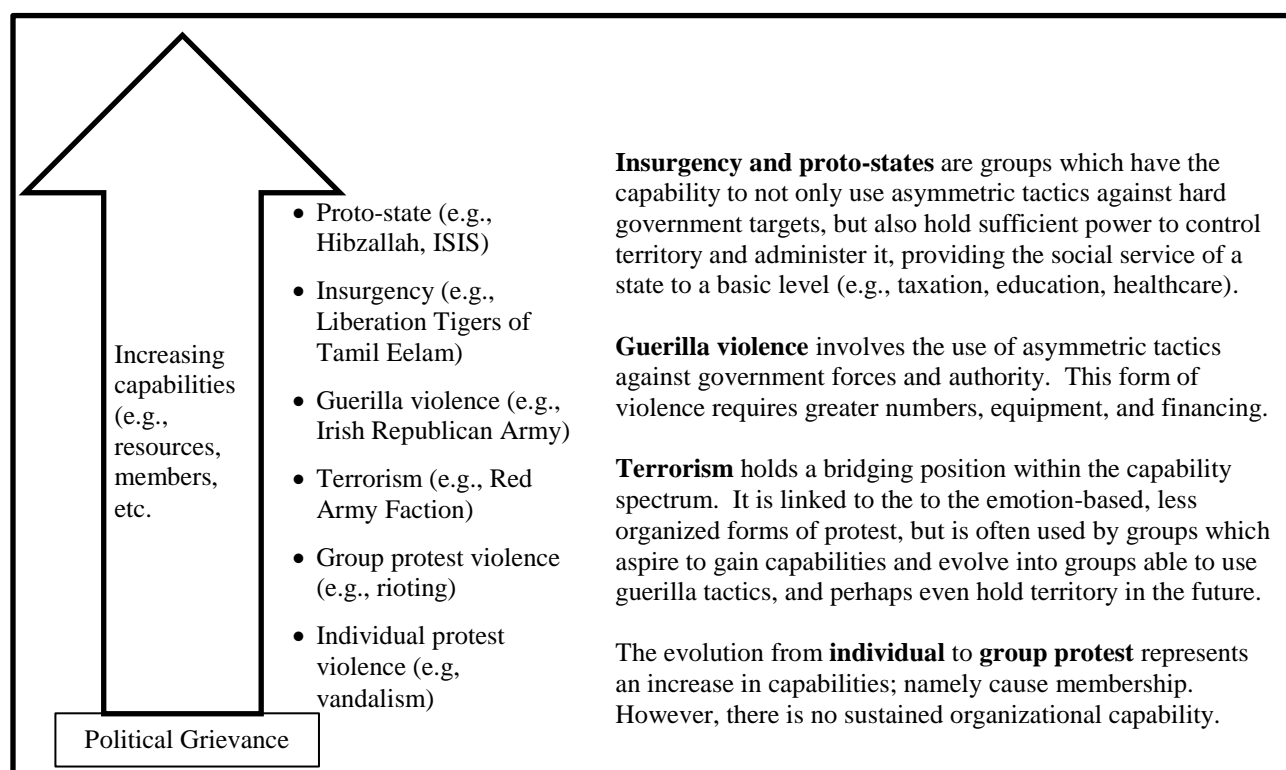 Increasing
capabilities
(e.g.,
resources,
members,
etc.
Political Grievance
• Proto-state (e.g.,
Hibzallah, ISIS)
• Insurgency (e.g.,
Liberation Tigers of
Tamil Eelam)
• Guerilla violence (e.g.,
Irish Republican Army)
• Terrorism (e.g., Red
Army Faction)
• Group protest violence
(e.g., rioting)
• Individual protest
violence (e.g,
vandalism)
Insurgency and proto-states are groups which have the
capability to not only use asymmetric tactics against hard
government targets, but also hold sufficient power to control
territory and administer it, providing the social service of a
state to a basic level (e.g., taxation, education, healthcare).
Guerilla violence involves the use of asymmetric tactics
against government forces and authority.  This form of
violence requires greater numbers, equipment, and financing.
Terrorism holds a bridging position within the capability
spectrum.  It is linked to the to the emotion-based, less
organized forms of protest, but is often used by groups which
aspire to gain capabilities and evolve into groups able to use
guerilla tactics, and perhaps even hold territory in the future.
The evolution from individual to group protest represents
an increase in capabilities; namely cause membership.
However, there is no sustained organizational capability.